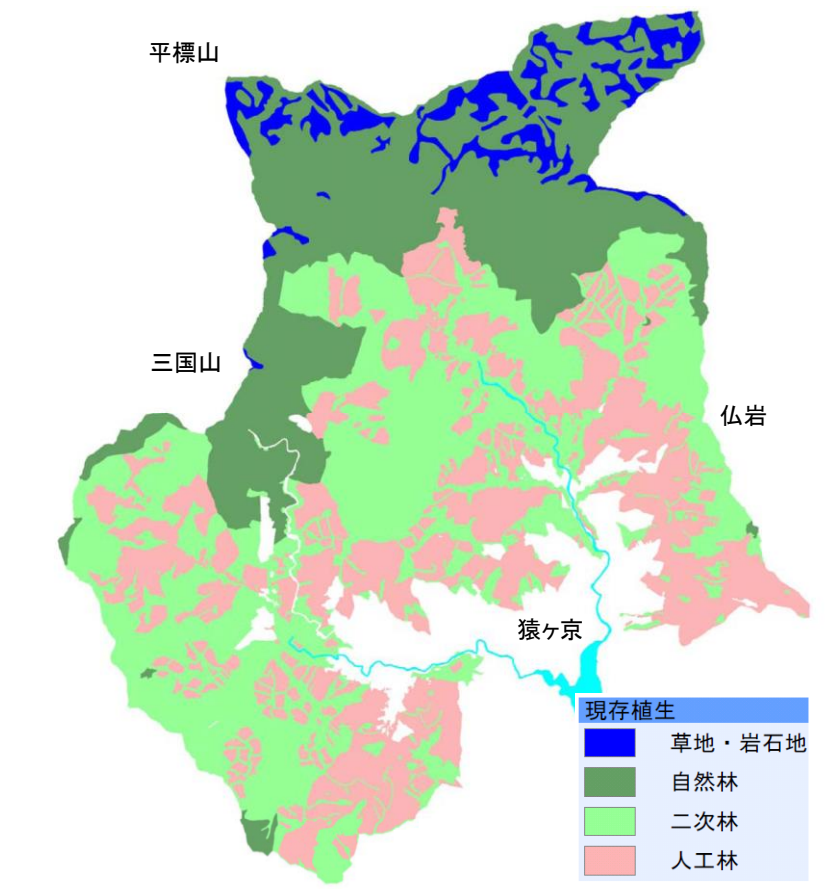 平標山
三国山
仏岩
猿ヶ京
現存植生
草地・岩石地
自然林
二次林
人工林